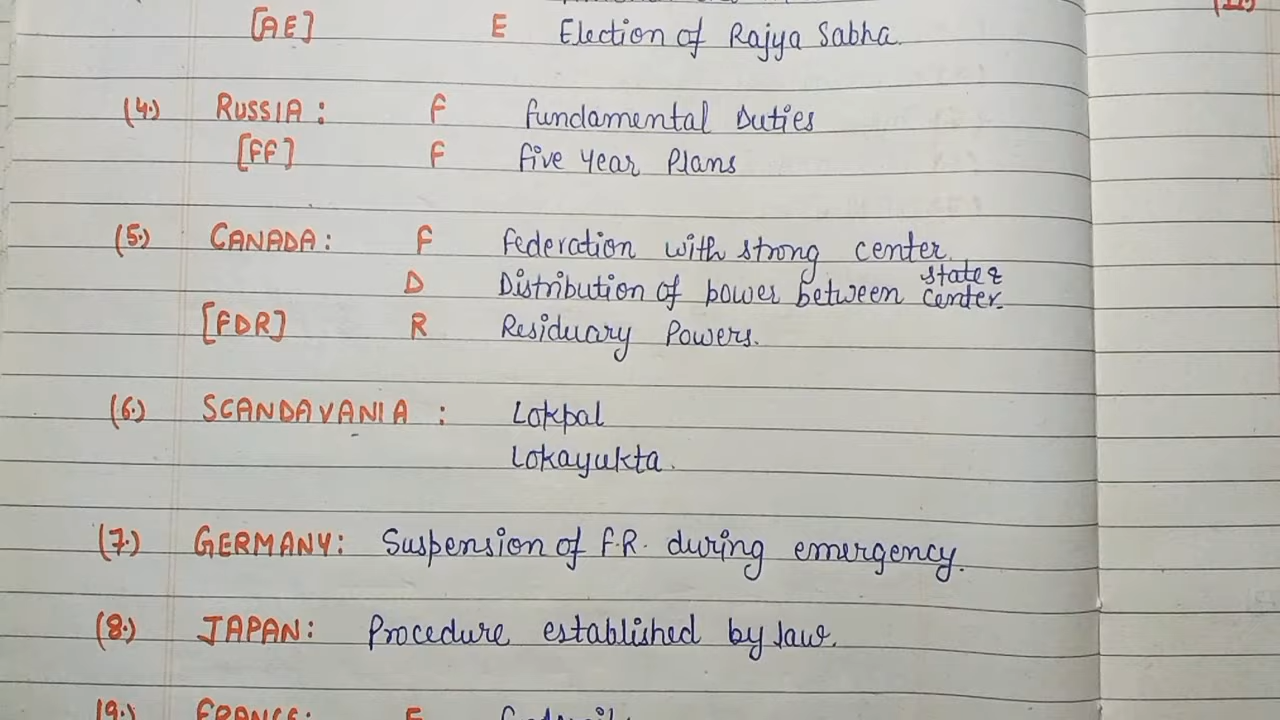 [AE] E Election of Rajya Sabha.
(4.) RUSSIA: F Fundamental Duties
[FF] F Five Year Plans
(5.) CANADA: F Federation with strong center.
D Distribution of power between state & center.
[FDR] R Residuary Powers.
(6.) SCANDAVANIA: Lokpal
Lokayukta.
(7.) GERMANY: Suspension of F.R. during emergency.
(8.) JAPAN: Procedure established by law.
(9.) FRANCE: